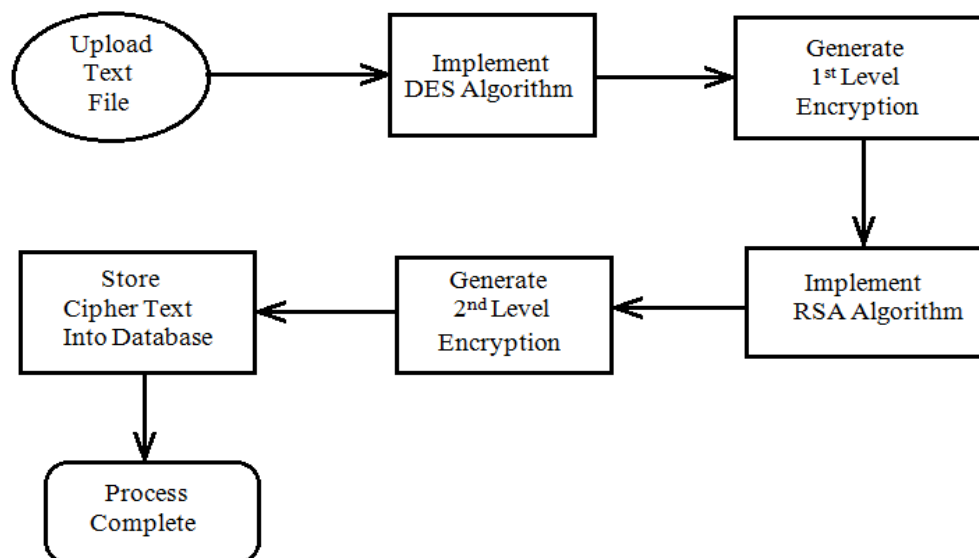 Upload
Text
File
Implement
DES Algorithm
Generate
1st Level
Encryption
Implement
RSA Algorithm
Generate
2nd Level
Encryption
Store
Cipher Text
Into Database
Process
Complete